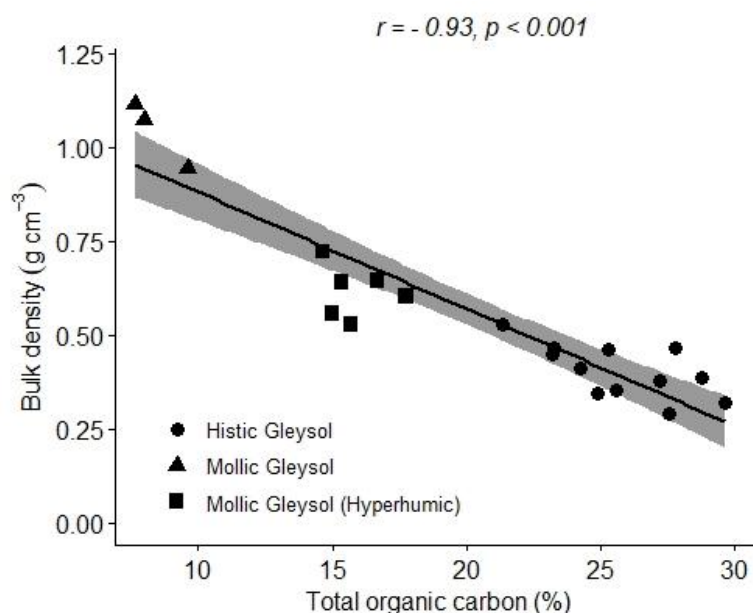 r = - 0.93, p < 0.001
1.25
1.00
0.75
0.50
0.25
0.00
Bulk density (g cm⁻³)
Histic Gleysol
Mollic Gleysol
Mollic Gleysol (Hyperhumic)
10 15 20 25 30
Total organic carbon (%)